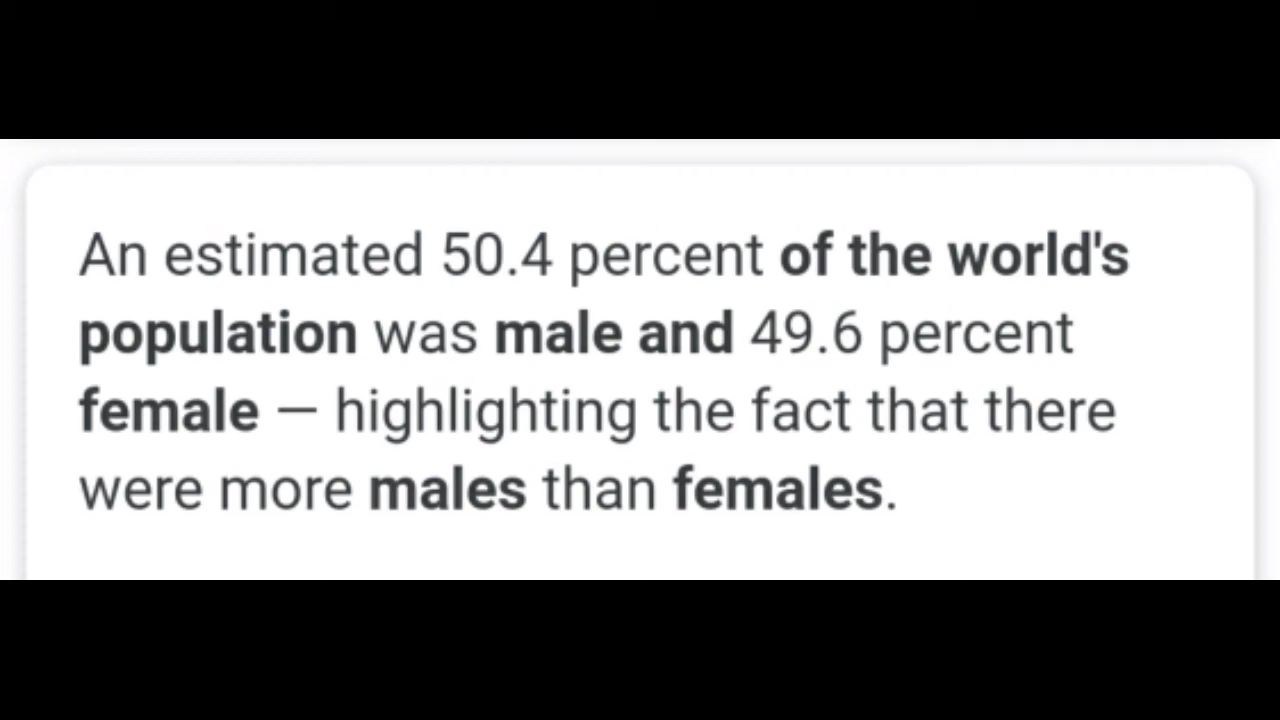 An estimated 50.4 percent of the world's
population was male and 49.6 percent
female — highlighting the fact that there
were more males than females.